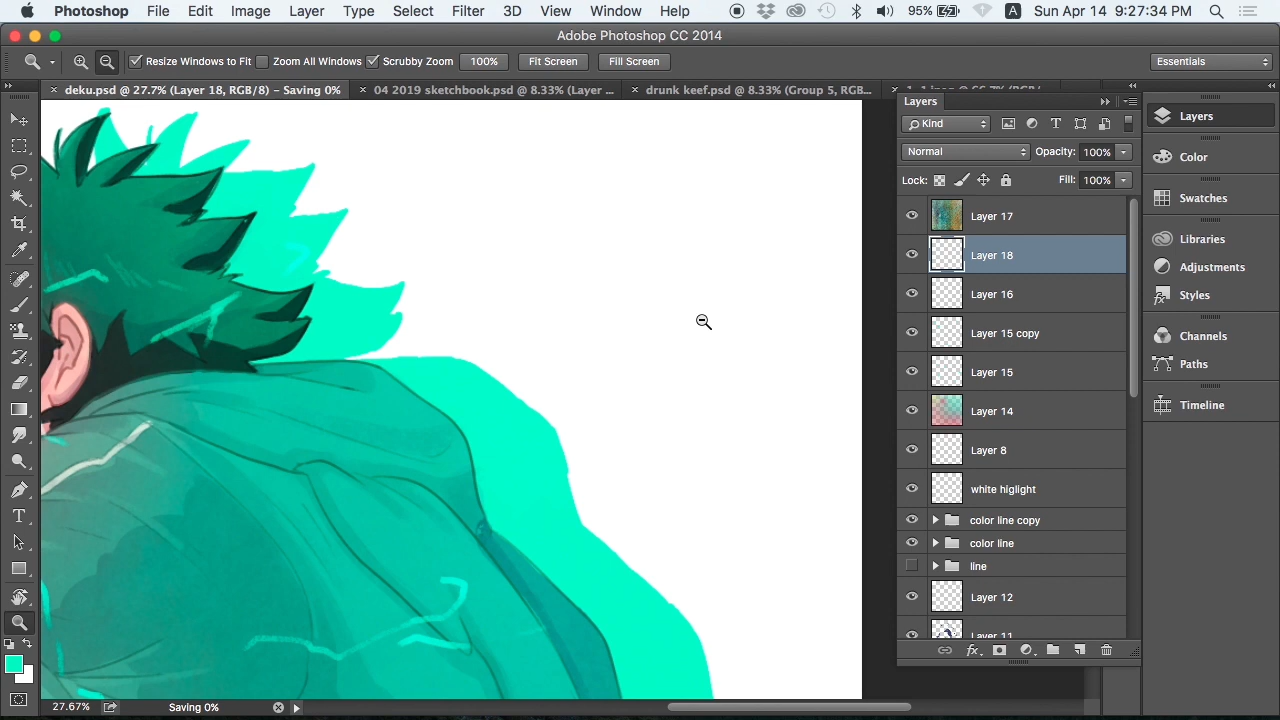 Photoshop File Edit Image Layer Type Select Filter 3D View Window Help 95% A Sun Apr 14 9:27:34 PM
Adobe Photoshop CC 2014
Resize Windows to Fit Zoom All Windows Scrubby Zoom 100% Fit Screen Fill Screen Essentials
deku.psd @ 27.7% (Layer 18, RGB/8) – Saving 0% 04 2019 sketchbook.psd @ 8.33% (Layer ... drunk keef.psd @ 8.33% (Group 5, RGB...
Layers
Kind
Normal Opacity: 100%
Lock: Fill: 100%
Layer 17
Layer 18
Layer 16
Layer 15 copy
Layer 15
Layer 14
Layer 8
white higlight
color line copy
color line
line
Layer 12
Layer 11
fx
Layers
Color
Swatches
Libraries
Adjustments
Styles
Channels
Paths
Timeline
27.67% Saving 0%